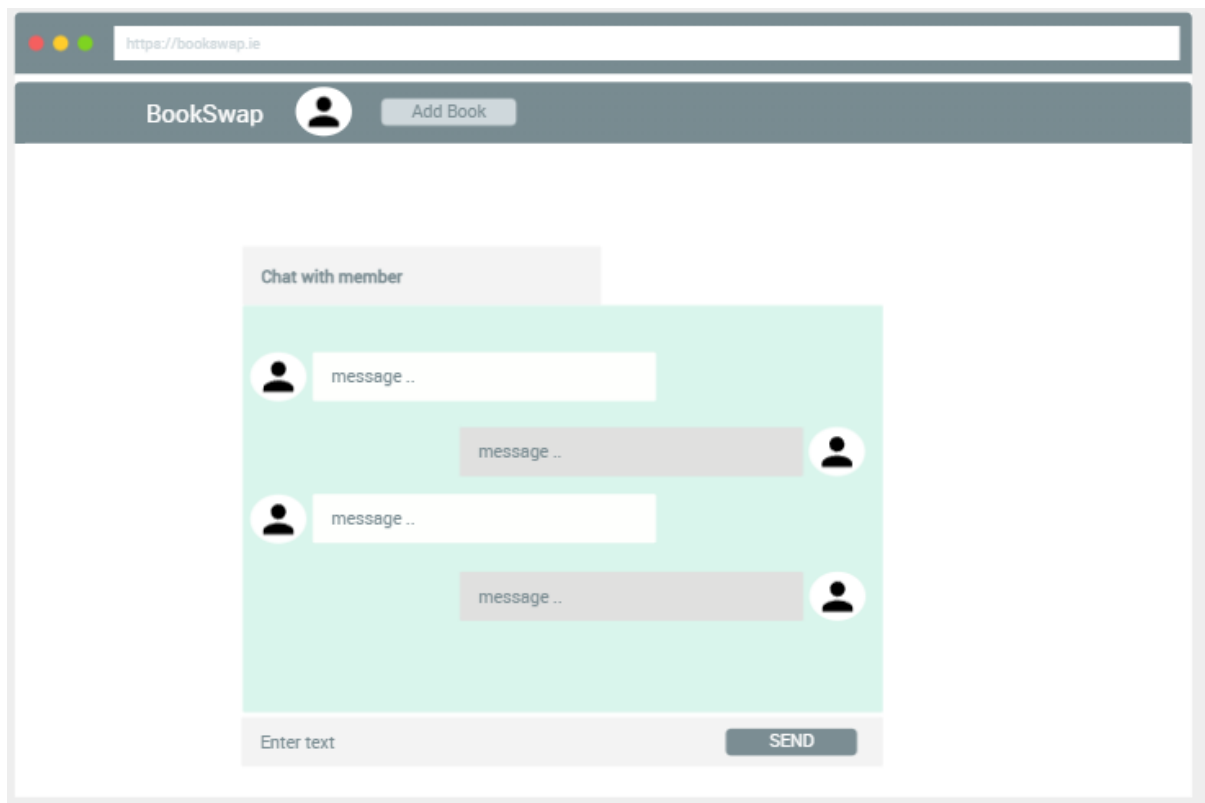 https://bookswap.ie
BookSwap
Add Book
Chat with member
message ..
message ..
message ..
message ..
Enter text
SEND